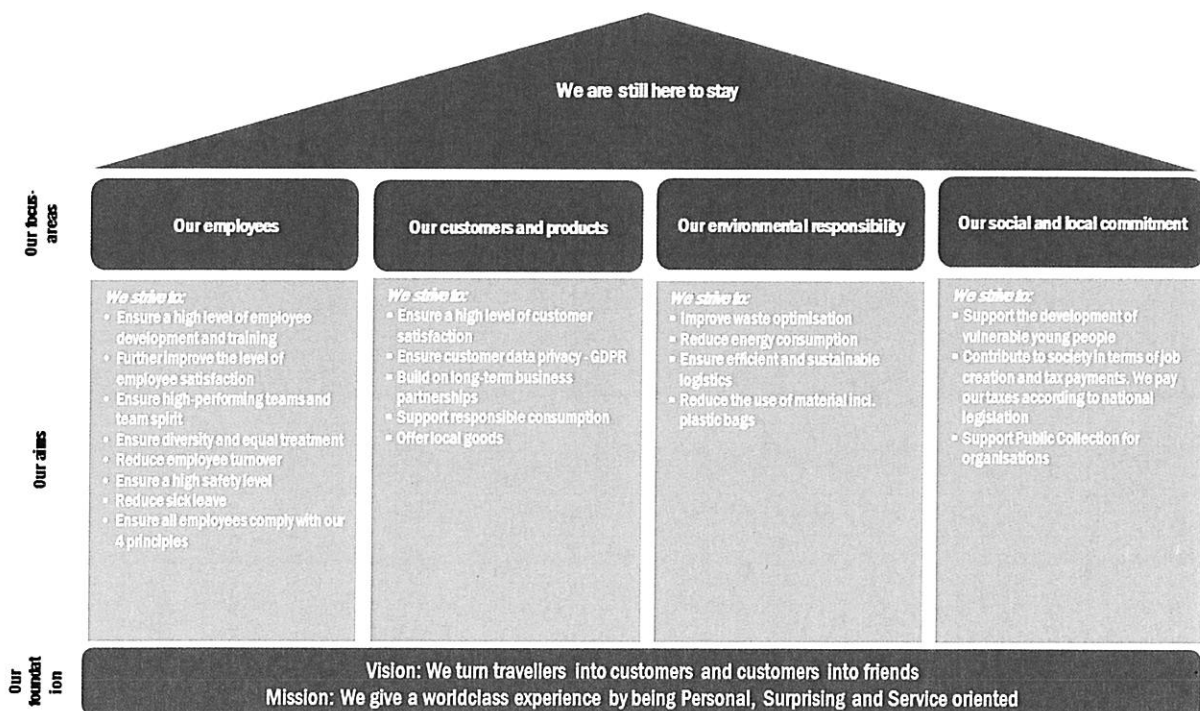 We are still here to stay
Our focus-
areas
Our employees
Our customers and products
Our environmental responsibility
Our social and local commitment
Our aims
We strive to:
• Ensure a high level of employee
development and training
• Further improve the level of
employee satisfaction
• Ensure high-performing teams and
team spirit
• Ensure diversity and equal treatment
• Reduce employee turnover
• Ensure a high safety level
• Reduce sick leave
• Ensure all employees comply with our
4 principles
We strive to:
• Ensure a high level of customer
satisfaction
• Ensure customer data privacy - GDPR
• Build on long-term business
partnerships
• Support responsible consumption
• Offer local goods
We strive to:
• Improve waste optimisation
• Reduce energy consumption
• Ensure efficient and sustainable
logistics
• Reduce the use of material incl.
plastic bags
We strive to:
• Support the development of
vulnerable young people
• Contribute to society in terms of job
creation and tax payments. We pay
our taxes according to national
legislation
• Support Public Collection for
organisations
Our
foundat
ion
Vision: We turn travellers into customers and customers into friends
Mission: We give a worldclass experience by being Personal, Surprising and Service oriented